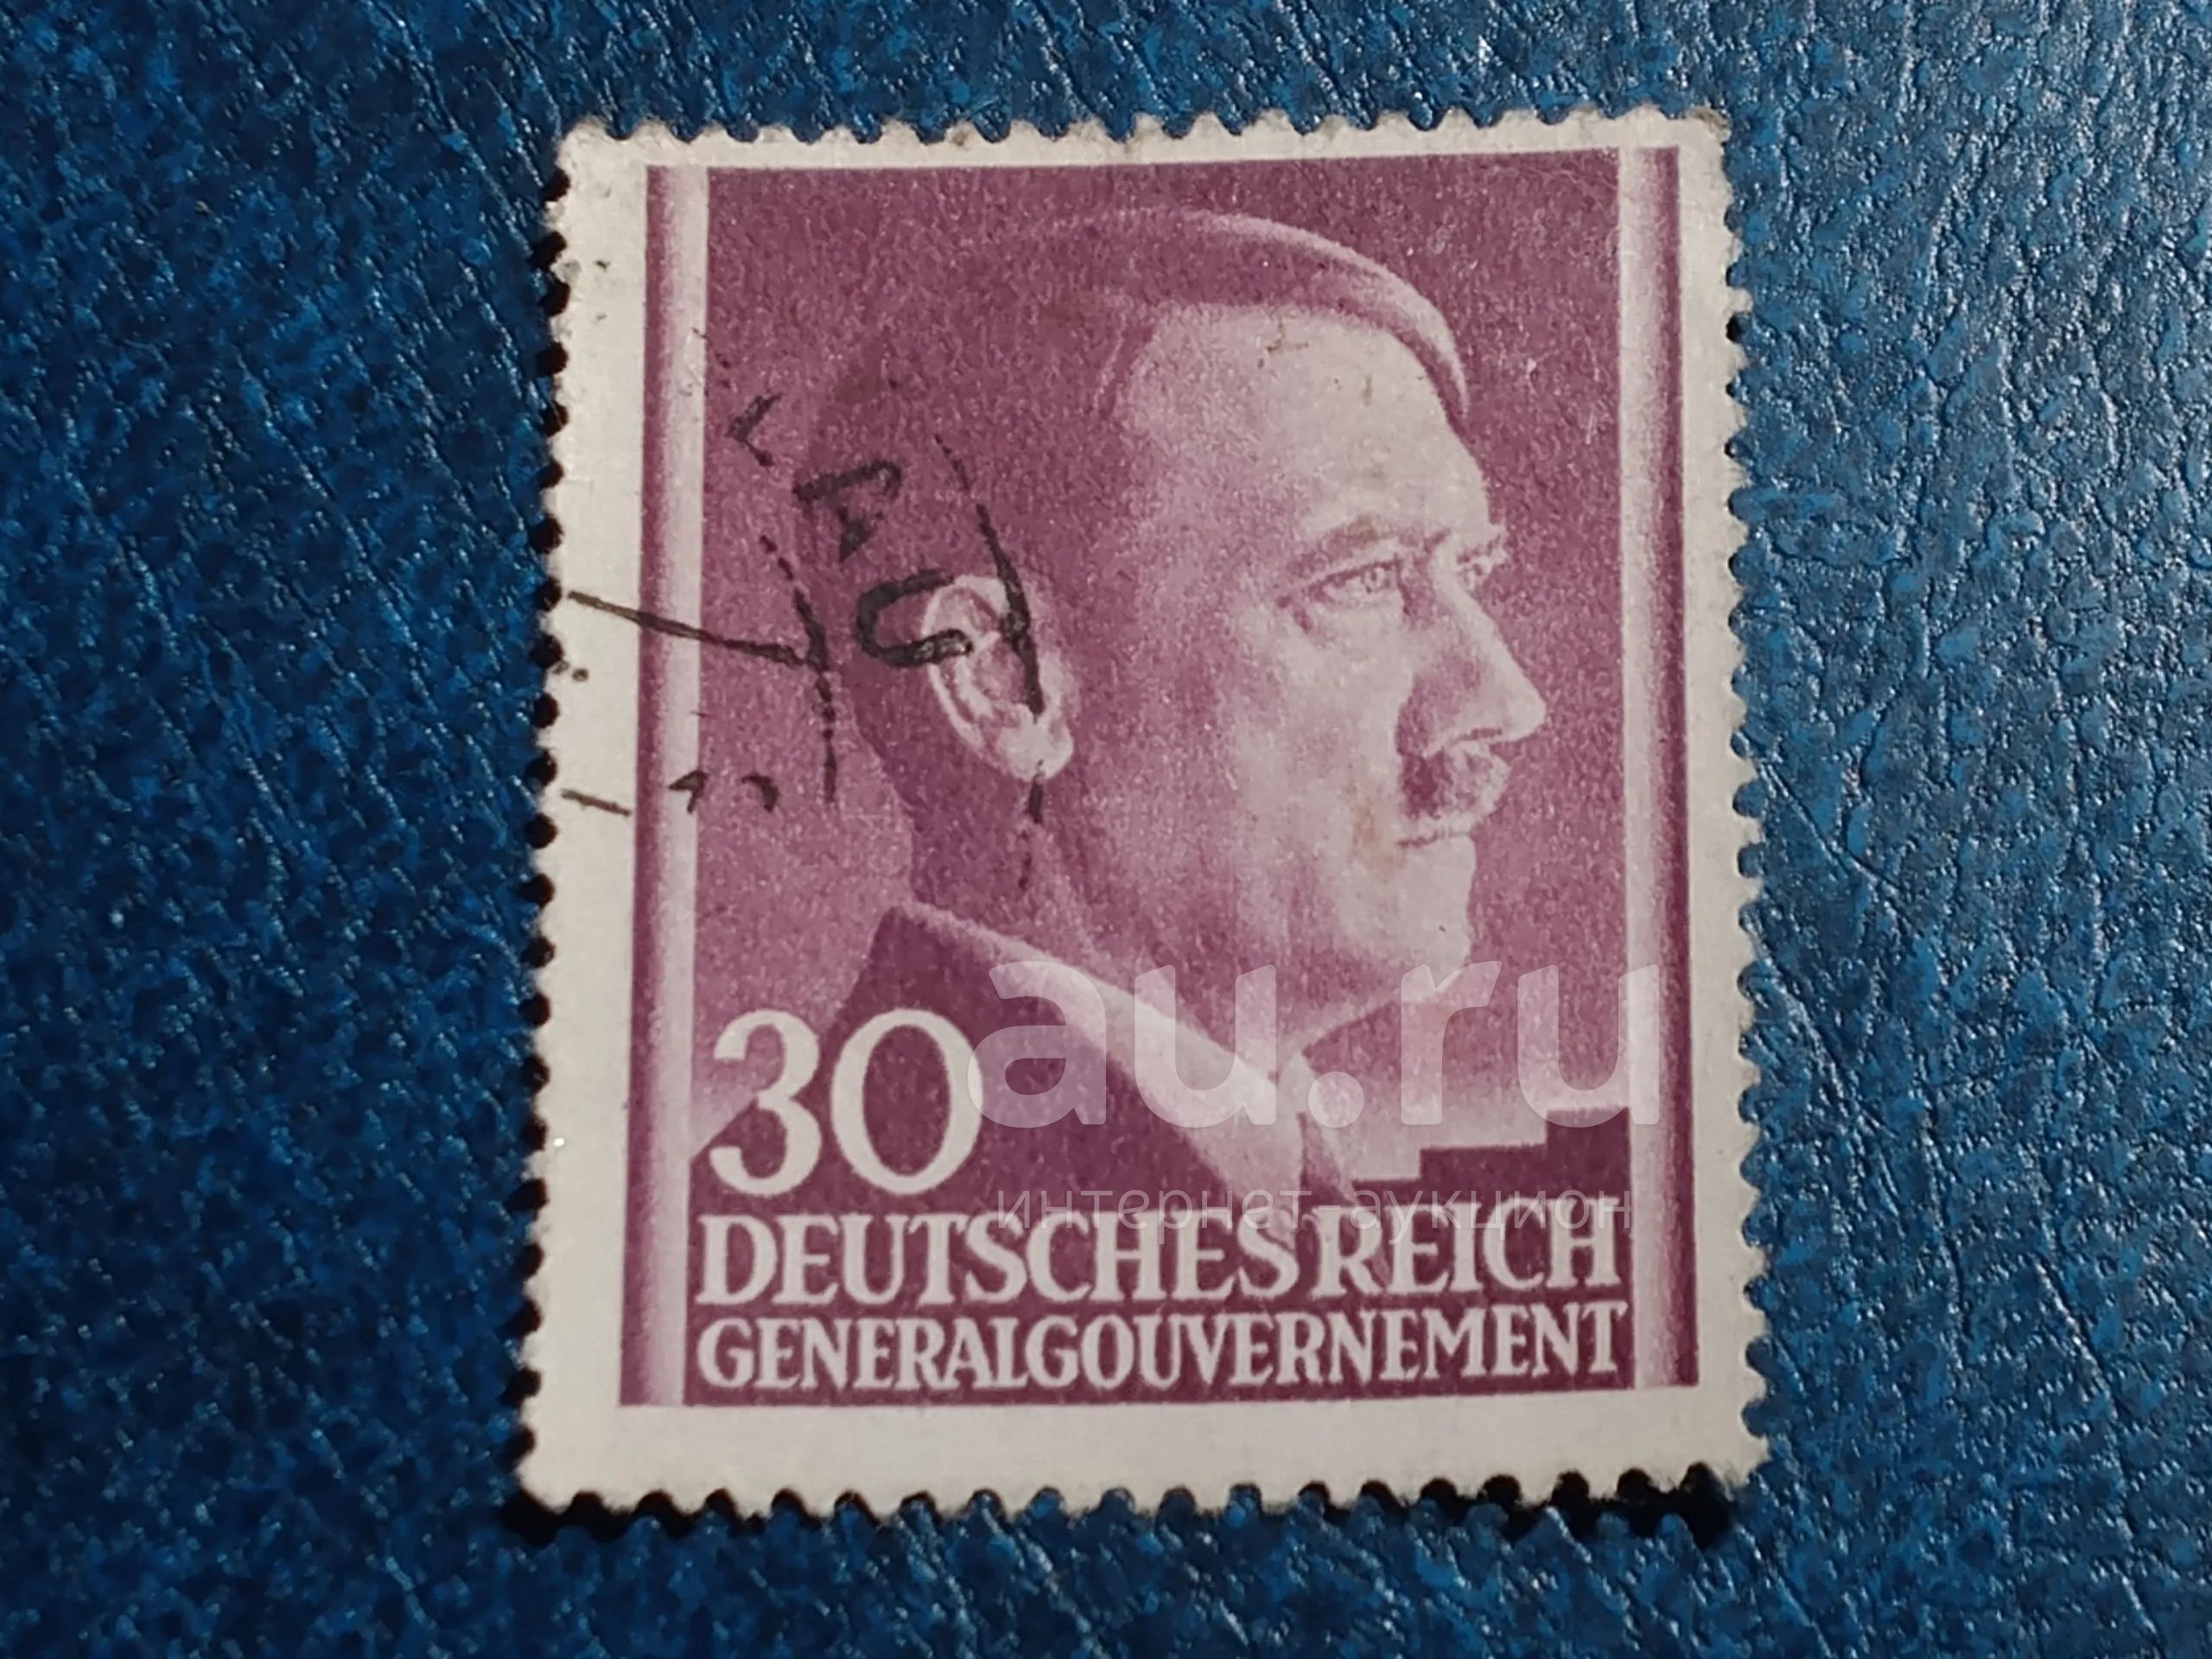 30
DEUTSCHES REICH
GENERALGOUVERNEMENT
au.ru
интернет-аукцион